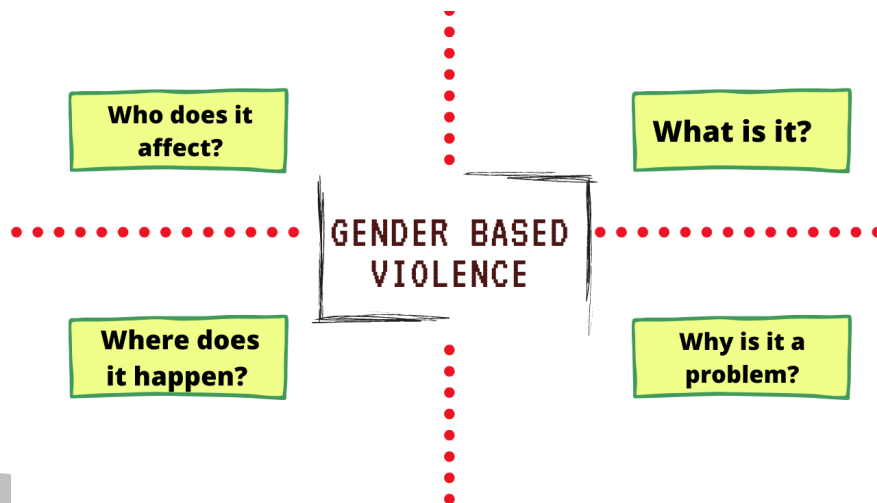 Who does it
affect?
What is it?
GENDER BASED
VIOLENCE
Where does
it happen?
Why is it a
problem?